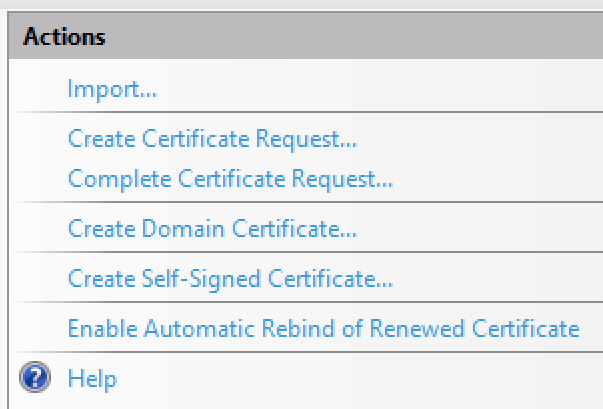 Actions
Import...
Create Certificate Request...
Complete Certificate Request...
Create Domain Certificate...
Create Self-Signed Certificate...
Enable Automatic Rebind of Renewed Certificate
? Help